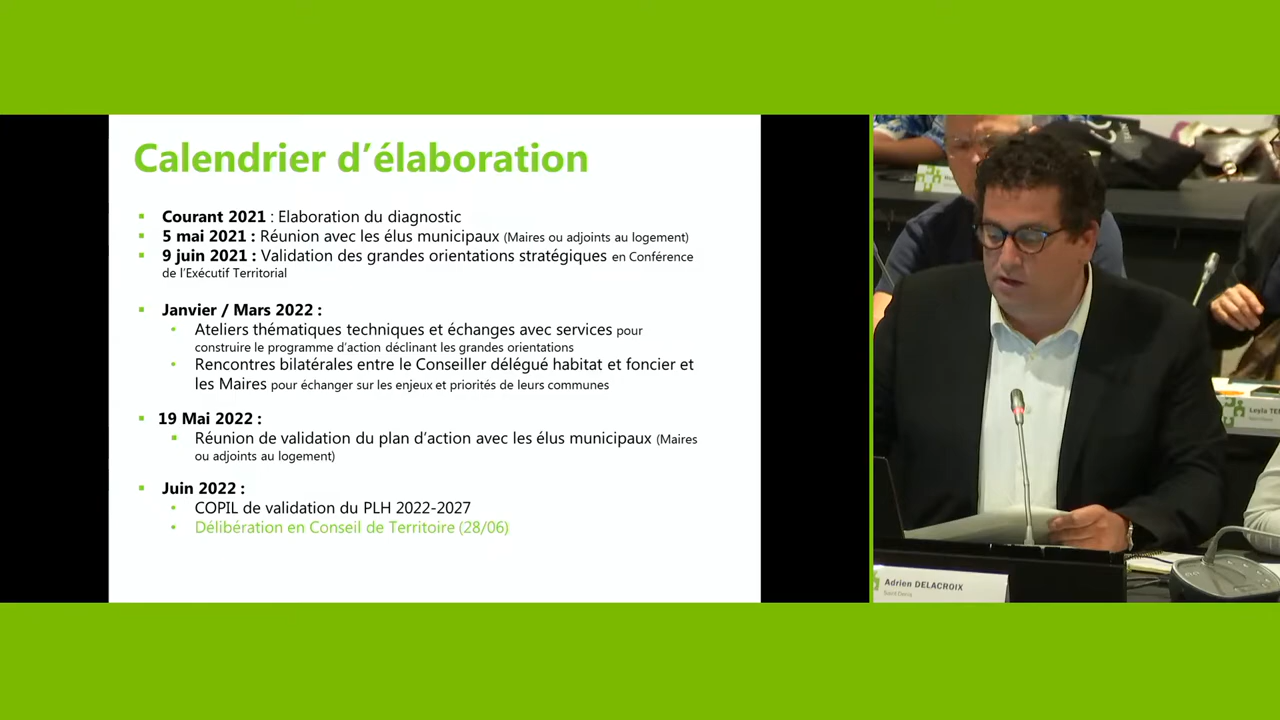 Calendrier d'élaboration
Courant 2021 : Elaboration du diagnostic
5 mai 2021 : Réunion avec les élus municipaux (Maires ou adjoints au logement)
9 juin 2021 : Validation des grandes orientations stratégiques en Conférence
de l'Exécutif Territorial
Janvier / Mars 2022 :
Ateliers thématiques techniques et échanges avec services pour
construire le programme d'action déclinant les grandes orientations
Rencontres bilatérales entre le Conseiller délégué habitat et foncier et
les Maires pour échanger sur les enjeux et priorités de leurs communes
19 Mai 2022 :
Réunion de validation du plan d'action avec les élus municipaux (Maires
ou adjoints au logement)
Juin 2022 :
COPIL de validation du PLH 2022-2027
Délibération en Conseil de Territoire (28/06)
Leyla
Adrien DELACROIX
Saint-Denis